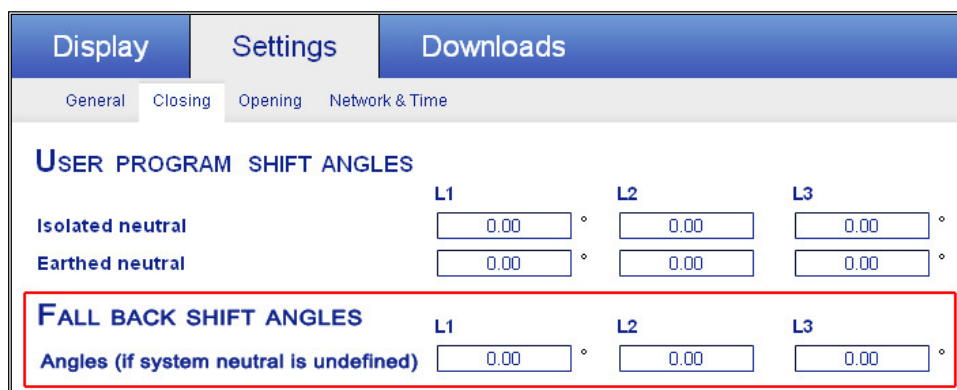 Display Settings Downloads
General Closing Opening Network & Time
USER PROGRAM SHIFT ANGLES
L1 L2 L3
Isolated neutral 0.00 ° 0.00 0.00 °
Earthed neutral 0.00 ° 0.00 0.00 °
FALL BACK SHIFT ANGLES
L1 L2 L3
Angles (if system neutral is undefined) 0.00 ° 0.00 0.00 °